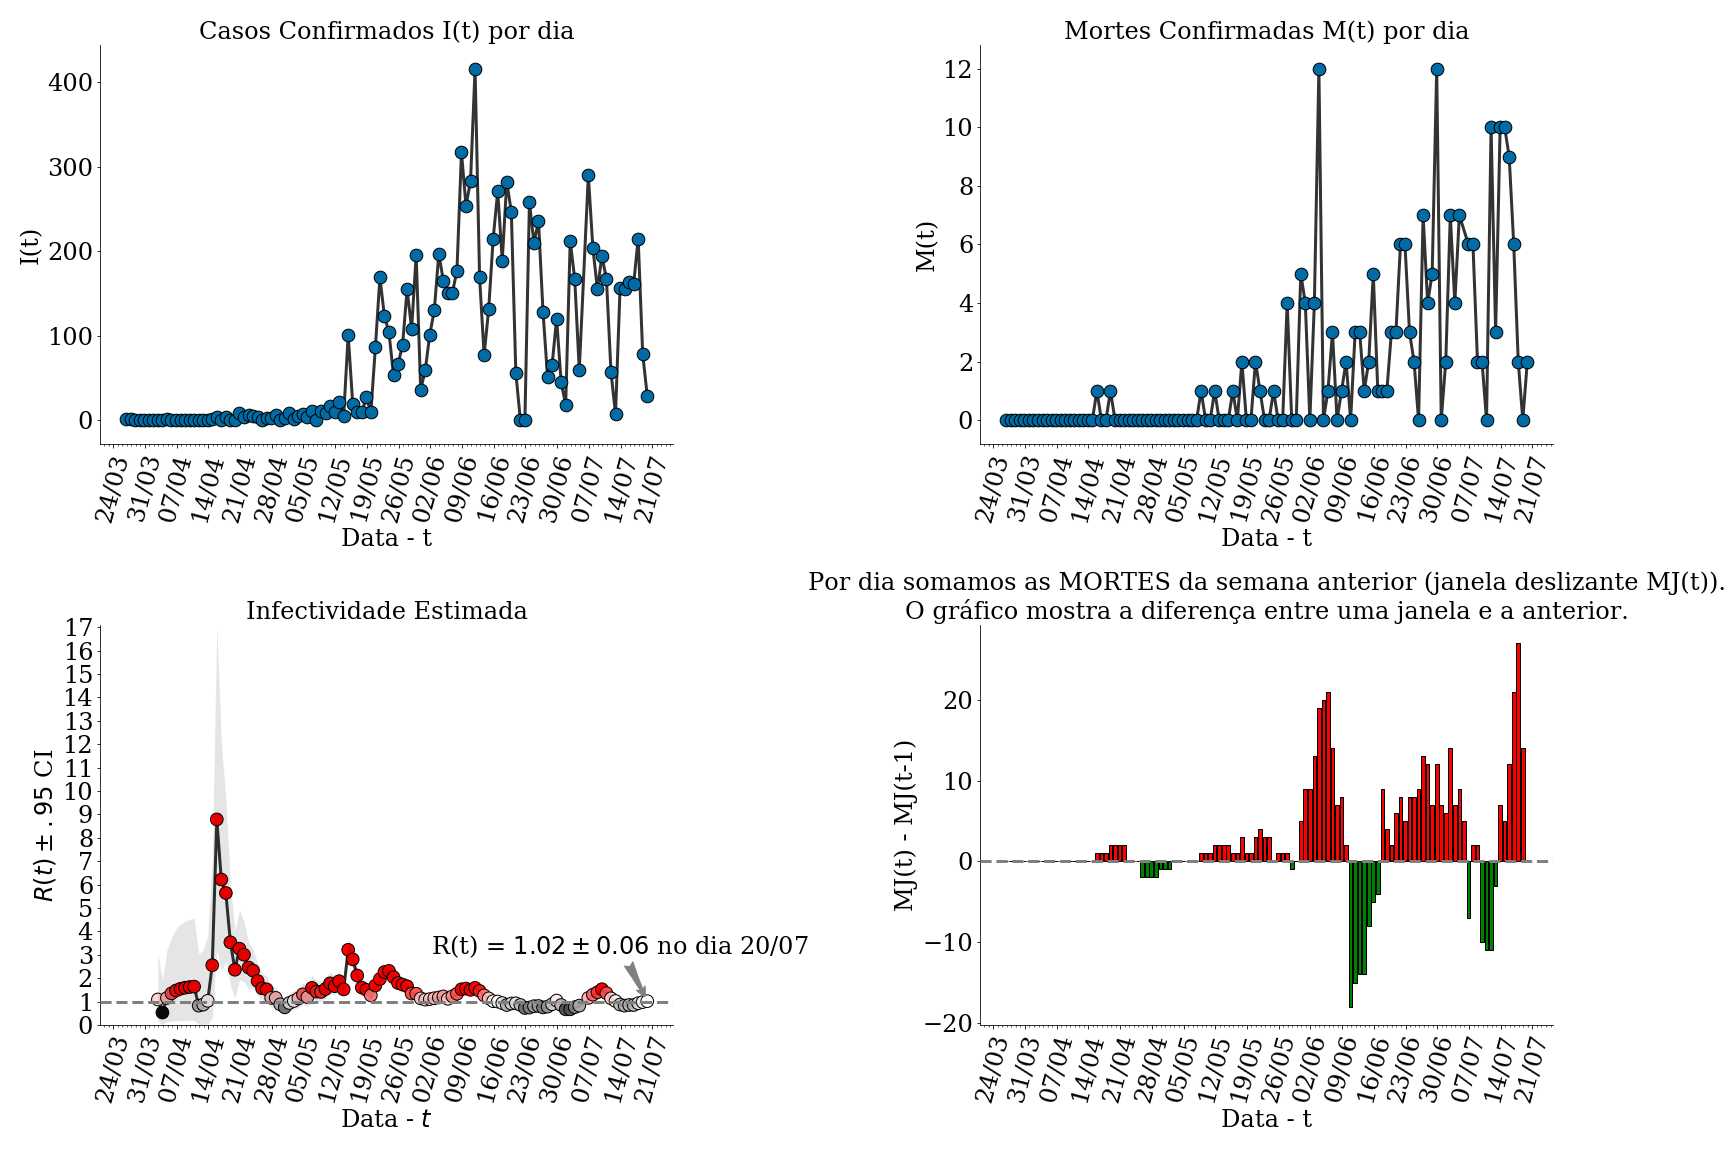 Casos Confirmados I(t) por dia
400
300
200
100
0
I(t)
24/03 31/03 07/04 14/04 21/04 28/04 05/05 12/05 19/05 26/05 02/06 09/06 16/06 23/06 30/06 07/07 14/07 21/07
Data - t
Mortes Confirmadas M(t) por dia
12
10
8
6
4
2
0
M(t)
24/03 31/03 07/04 14/04 21/04 28/04 05/05 12/05 19/05 26/05 02/06 09/06 16/06 23/06 30/06 07/07 14/07 21/07
Data - t
Infectividade Estimada
17
16
15
14
13
12
11
10
9
8
7
6
5
4
3
2
1
0
R(t) ± .95 CI
R(t) = 1.02 ± 0.06 no dia 20/07
24/03 31/03 07/04 14/04 21/04 28/04 05/05 12/05 19/05 26/05 02/06 09/06 16/06 23/06 30/06 07/07 14/07 21/07
Data - t
Por dia somamos as MORTES da semana anterior (janela deslizante MJ(t)).
O gráfico mostra a diferença entre uma janela e a anterior.
20
10
0
−10
−20
MJ(t) - MJ(t-1)
24/03 31/03 07/04 14/04 21/04 28/04 05/05 12/05 19/05 26/05 02/06 09/06 16/06 23/06 30/06 07/07 14/07 21/07
Data - t